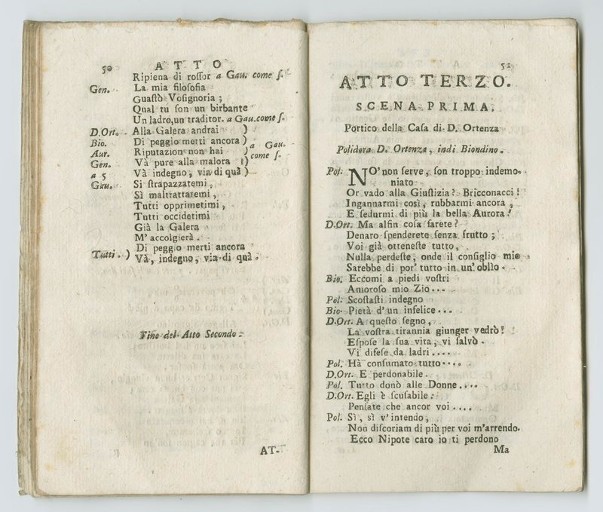 50
ATTO
Ripiena di rossor a Gau. come s.
Gen. La mia filosofia
Guastò Vosignoria;
Qual tu son un birbante
Un ladro,un traditor. a Gau.come s.
D.Ort. Alla Galera andrai )
Bio. Di peggio merti ancora ) a Gau.
Aur. Riputazion non hai ) come s.
Gen. Và pure alla malora )
a 5 Và indegno, via di quà )
Gau. Si strapazzatemi,
Sì maltrattatemi,
Tutti opprimetemi,
Tutti occidetimi
Già la Galera
M'accoglierà.
Di peggio merti ancora
Tutti. ) Và, indegno, via di quà.
Fine del Atto Secondo.
AT-
ATTO TERZO.
SCENA PRIMA.
Portico della Casa di D. Ortenza
Polidoro D. Ortenza, indi Biondino.
Pol. NO' non serve, son troppo indemo-
niato
Or vado alla Giustizia? Bricconacci!
Ingannarmi così, rubbarmi ancora,
E sedurmi di più la bella Aurora?
D.Ort. Ma alfin cosa farete?
Denaro spenderete senza frutto;
Voi già otteneste tutto,
Nulla perdeste, onde il consiglio mio
Sarebbe di por' tutto in un' oblio.
Bio. Eccomi a piedi vostri
Amoroso mio Zio...
Pol. Scostasti indegno
Bio. Pietà d'un infelice...
D.Ort. A questo segno,
La vostra tirannia giunger vedrò!
Espose la sua vita, vi salvò.
Vi difese da ladri....
Pol. Hà consumato tutto....
D.Ort. E perdonabile.
Pol. Tutto donò alle Donne....
D.Ort. Egli è scusabile:
Pensate che ancor voi....
Pol. Sì, sì v'intendo,
Non discoriam di più per voi m'arrendo.
Ecco Nipote caro io ti perdono
Ma